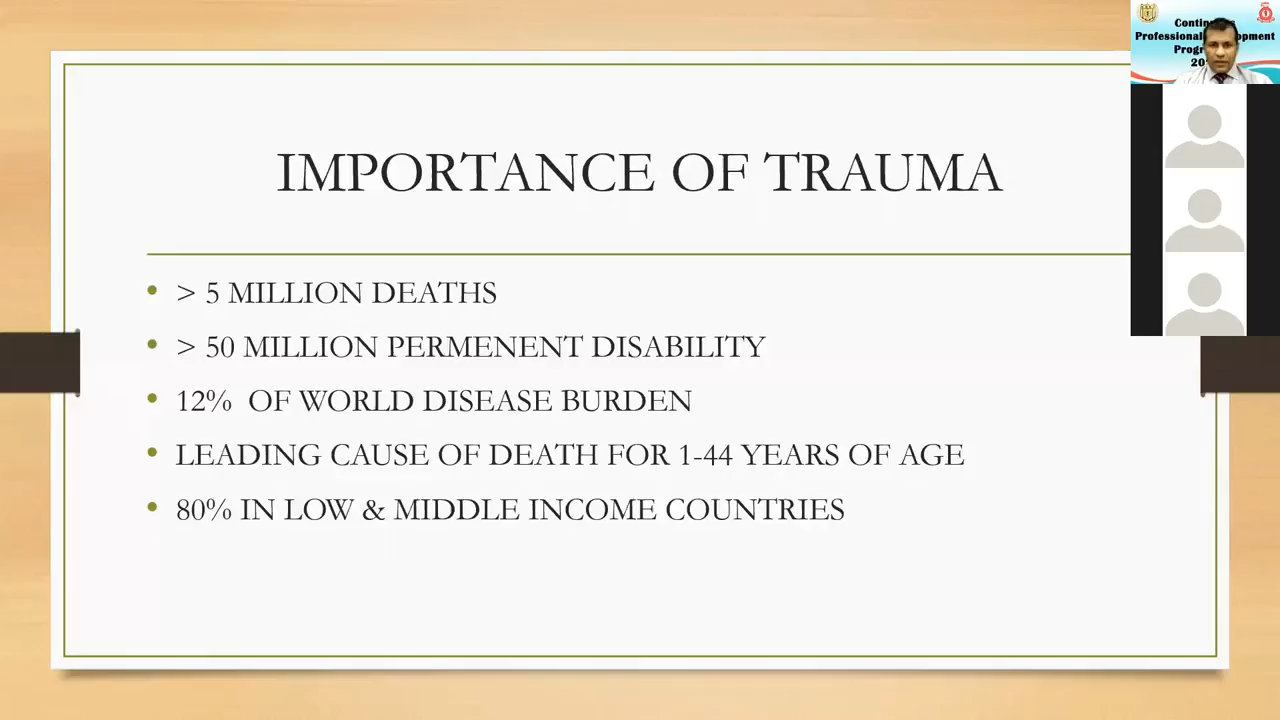 IMPORTANCE OF TRAUMA
• > 5 MILLION DEATHS
• > 50 MILLION PERMENENT DISABILITY
• 12% OF WORLD DISEASE BURDEN
• LEADING CAUSE OF DEATH FOR 1-44 YEARS OF AGE
• 80% IN LOW & MIDDLE INCOME COUNTRIES
Professional